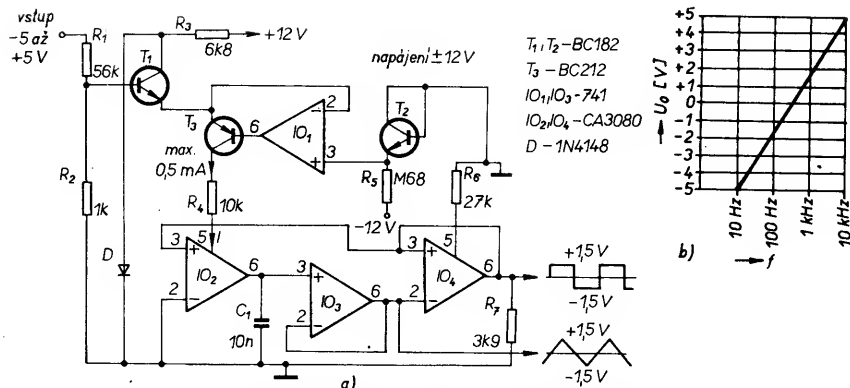 vstup
−5 až
+5 V
R1
56k
R2
1k
R3
6k8
+12 V
T1
T3
max.
0,5 mA
R4
10k
D
2
6
IO1
3
napájení ±12 V
T2
R5
M68
−12 V
R6
27k
T1, T2 – BC182
T3 – BC212
IO1, IO3 – 741
IO2, IO4 – CA3080
D – 1N4148
3
5
I
2
6
IO2
C1
10n
3
2
6
IO3
3
5
2
6
IO4
R7
3k9
+1,5 V
−1,5 V
+1,5 V
−1,5 V
a)
U0 [V]
+5
+4
+3
+2
+1
0
−1
−2
−3
−4
−5
10 Hz
100 Hz
1 kHz
10 kHz
f
b)